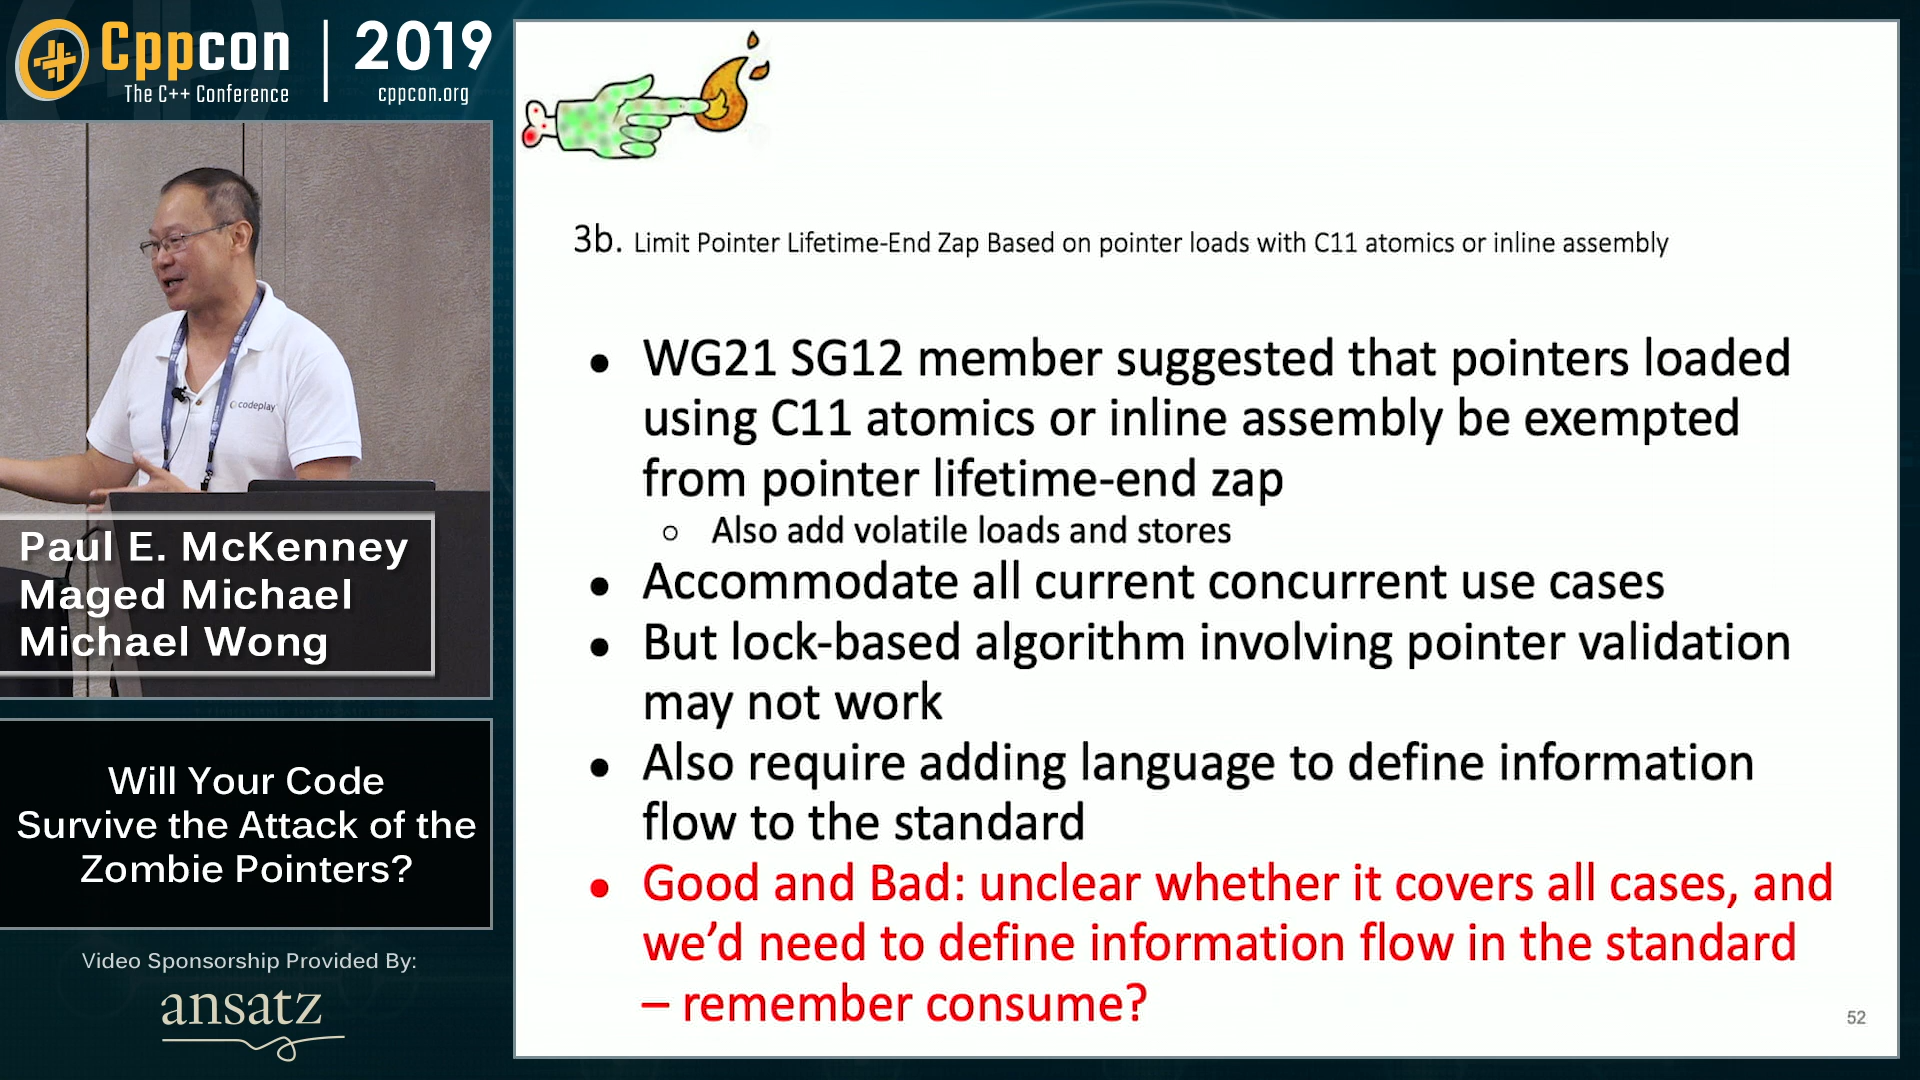 Cppcon
The C++ Conference
2019
cppcon.org
codeplay
Paul E. McKenney
Maged Michael
Michael Wong
Will Your Code
Survive the Attack of the
Zombie Pointers?
Video Sponsorship Provided By:
ansatz
3b. Limit Pointer Lifetime-End Zap Based on pointer loads with C11 atomics or inline assembly
● WG21 SG12 member suggested that pointers loaded
using C11 atomics or inline assembly be exempted
from pointer lifetime-end zap
○ Also add volatile loads and stores
● Accommodate all current concurrent use cases
● But lock-based algorithm involving pointer validation
may not work
● Also require adding language to define information
flow to the standard
● Good and Bad: unclear whether it covers all cases, and
we’d need to define information flow in the standard
– remember consume?
52